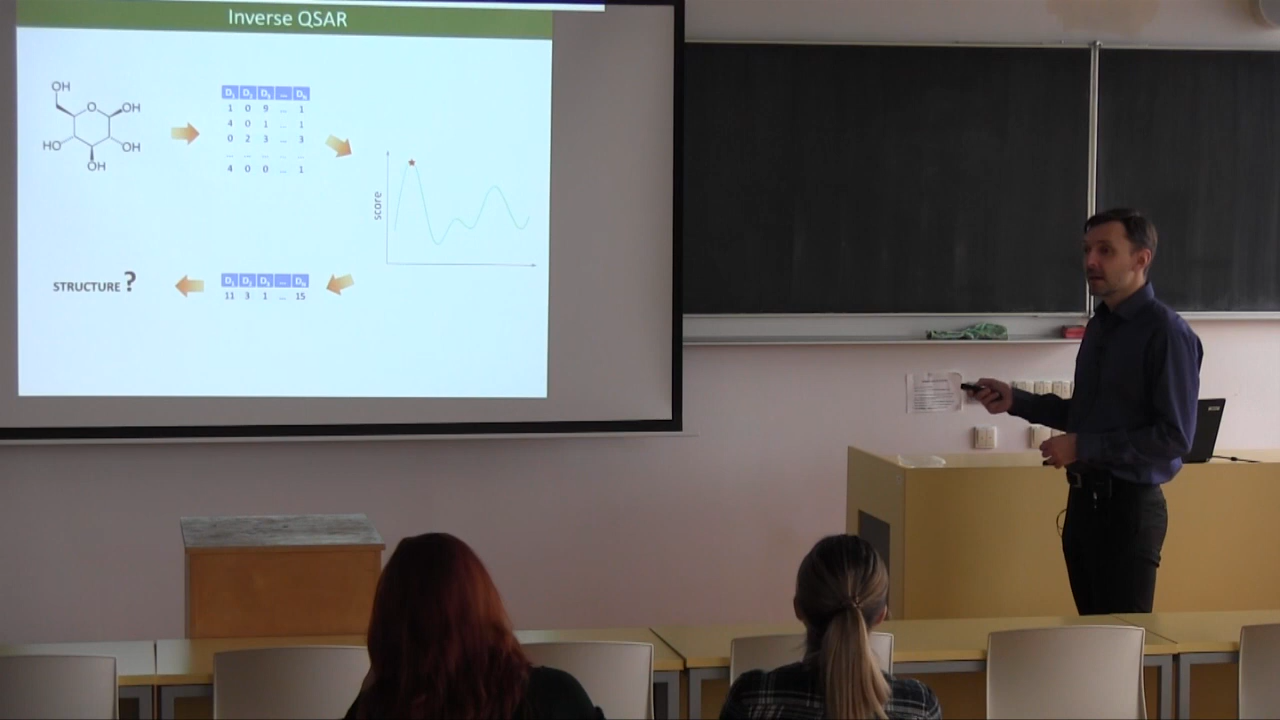 Inverse QSAR
OH
O
OH
HO
OH
OH
D1 D2 D3 ... DN
1 0 9 ... 1
4 0 1 ... 1
0 2 3 ... 3
... ... ... ... ...
4 0 0 ... 1
score
STRUCTURE ?
D1 D2 D3 ... DN
11 3 1 ... 15
acer